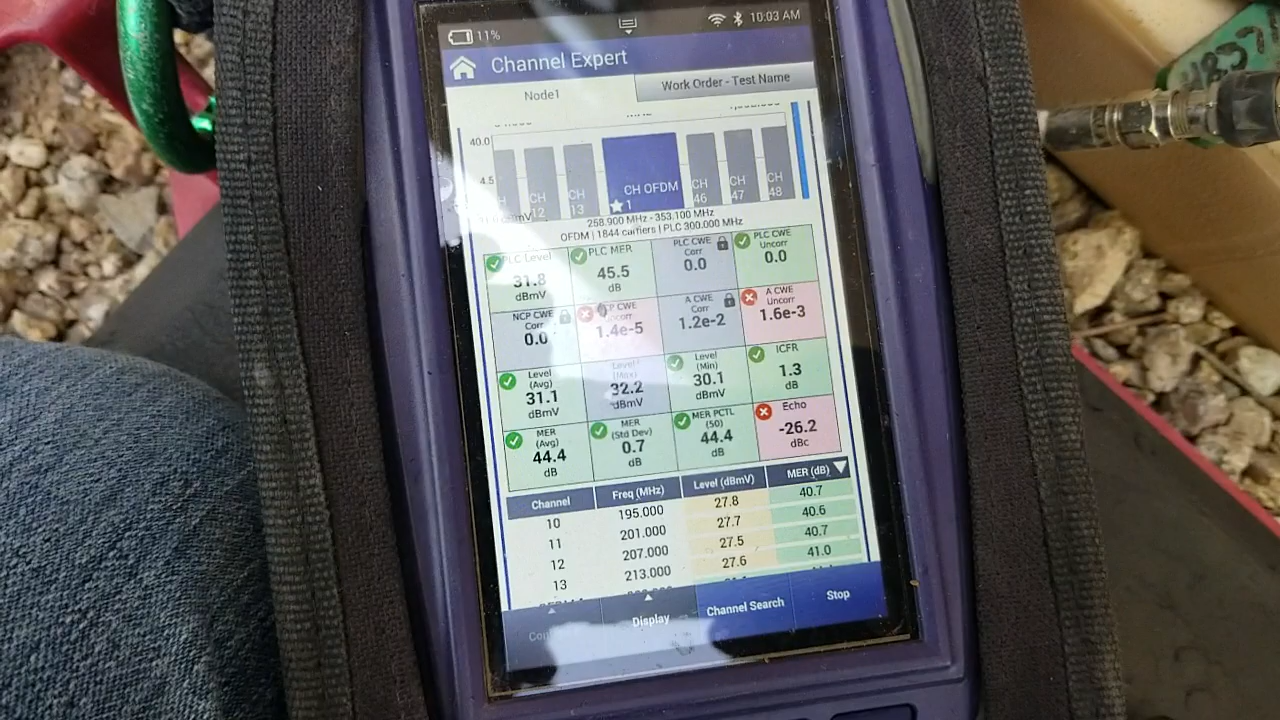 11%
10:03 AM
Channel Expert
Node1
Work Order - Test Name
40.0
4.5
CH 12
CH 13
CH OFDM 1
CH 46
CH 47
CH 48
258.900 MHz - 353.100 MHz
OFDM | 1844 carriers | PLC 300.000 MHz
PLC Level
31.8
dBmV
PLC MER
45.5
dB
PLC CWE
Corr
0.0
PLC CWE
Uncorr
0.0
NCP CWE
Corr
0.0
CWE
Uncorr
1.4e-5
A CWE
Corr
1.2e-2
A CWE
Uncorr
1.6e-3
Level
(Avg)
31.1
dBmV
Level
(Max)
32.2
dBmV
Level
(Min)
30.1
dBmV
ICFR
1.3
dB
MER
(Avg)
44.4
dB
MER
(Std Dev)
0.7
dB
MER PCTL
(50)
44.4
dB
Echo
-26.2
dBc
Channel Freq (MHz) Level (dBmV) MER (dB)
10 195.000 27.8 40.7
11 201.000 27.7 40.6
12 207.000 27.5 40.7
13 213.000 27.6 41.0
Display
Channel Search
Stop